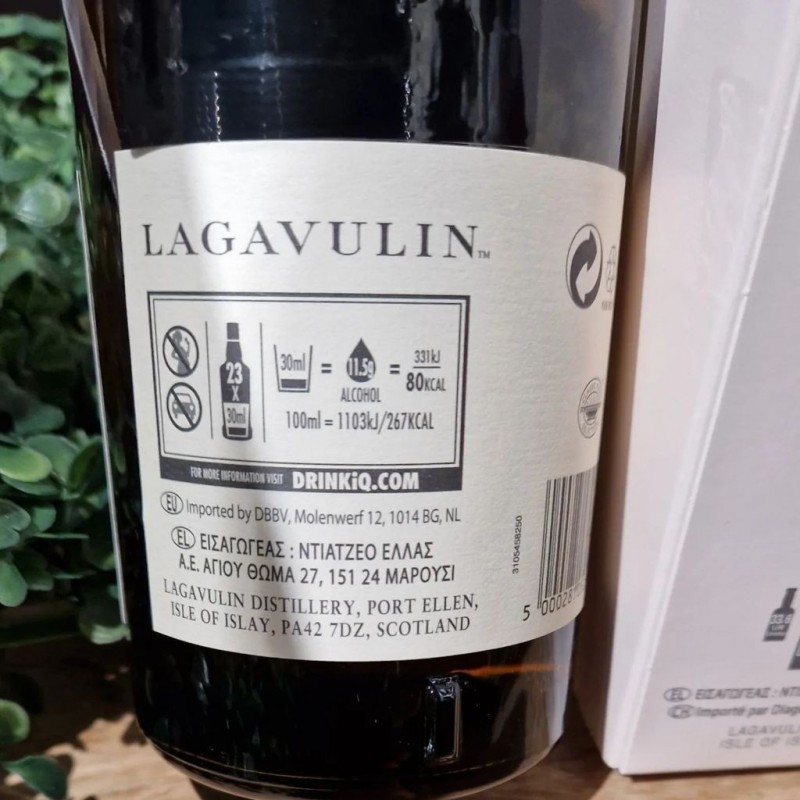 LAGAVULIN™
23
X
30ml
30ml = 11.5g = 331kJ
80KCAL
ALCOHOL
100ml = 1103kJ/267KCAL
FOR MORE INFORMATION VISIT DRINKiQ.COM
EU Imported by DBBV, Molenwerf 12, 1014 BG, NL
EL ΕΙΣΑΓΩΓΕΑΣ : ΝΤΙΑΤΖΕΟ ΕΛΛΑΣ
Α.Ε. ΑΓΙΟΥ ΘΩΜΑ 27, 151 24 ΜΑΡΟΥΣΙ
LAGAVULIN DISTILLERY, PORT ELLEN,
ISLE OF ISLAY, PA42 7DZ, SCOTLAND
3105458250
5 000281
EL ΕΙΣΑΓΩΓΕΑΣ : ΝΤΙ
CH Importé par Diag
LAGAVUL
ISLE OF IS